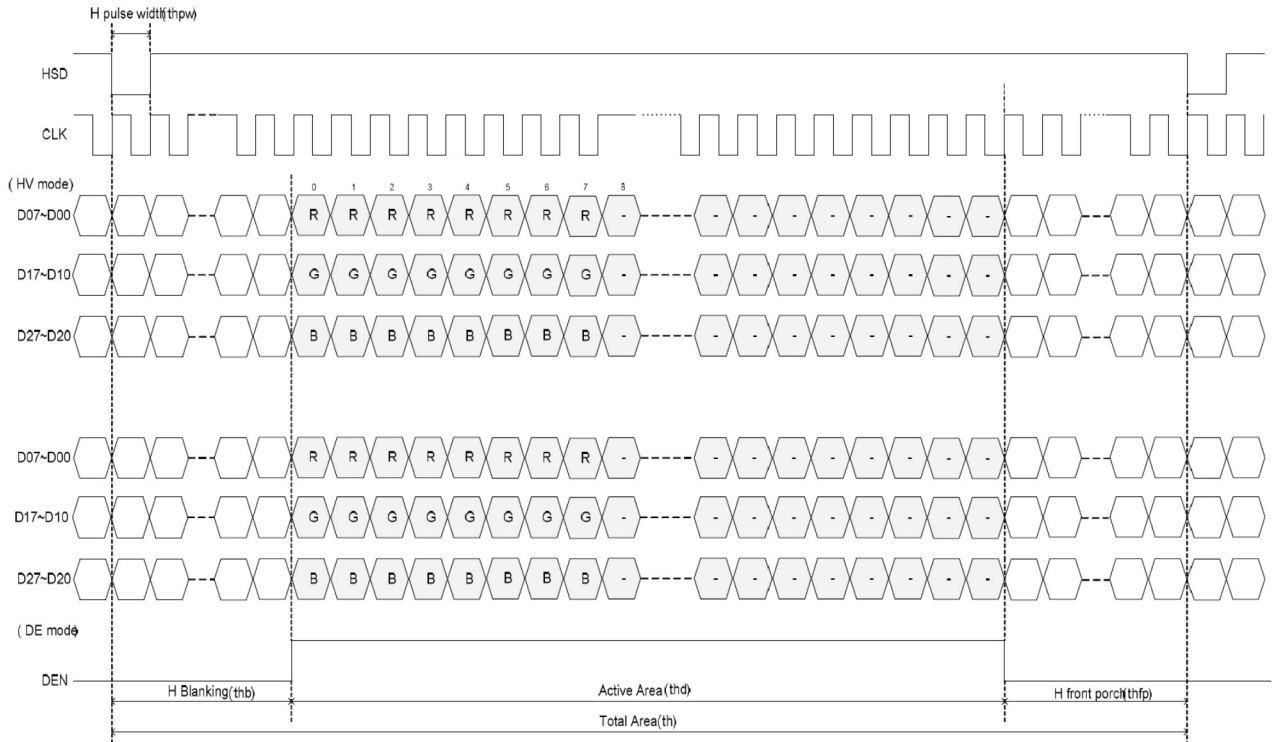 H pulse width(thpw)
HSD
CLK
( HV mode)
0 1 2 3 4 5 6 7 8
D07~D00 R R R R R R R R - - - - - - - - -
D17~D10 G G G G G G G G - - - - - - - - -
D27~D20 B B B B B B B B - - - - - - - - -
D07~D00 R R R R R R R R - - - - - - - - -
D17~D10 G G G G G G G G - - - - - - - - -
D27~D20 B B B B B B B B - - - - - - - - -
( DE mode)
DEN
H Blanking(thb) Active Area(thd) H front porch(thfp)
Total Area(th)